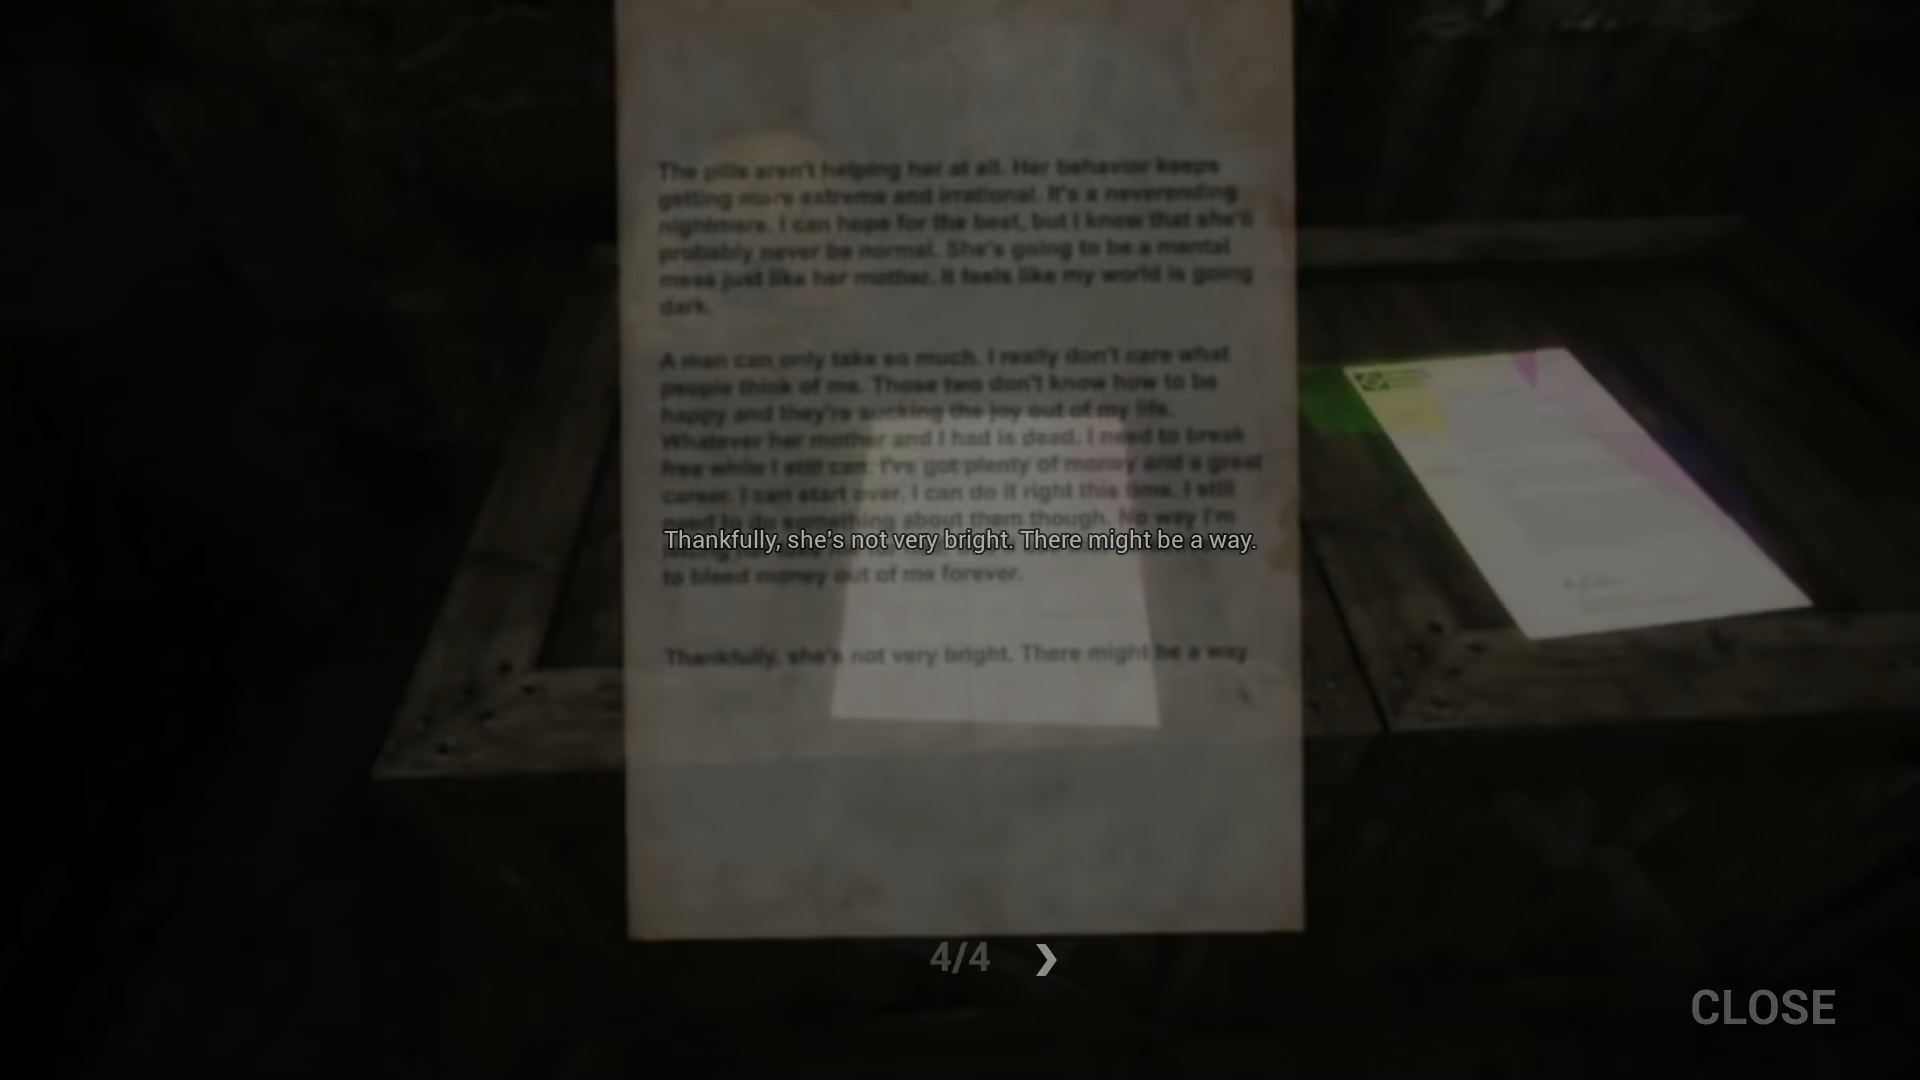 The pills aren't helping her at all. Her behavior keeps
getting more extreme and irrational. It's a neverending
nightmare. I can hope for the best, but I know that she'll
probably never be normal. She's going to be a mental
mess just like her mother. It feels like my world is going
dark.
A man can only take so much. I really don't care what
people think of me. Those two don't know how to be
happy and they're sucking the joy out of my life.
Whatever her mother and I had is dead. I need to break
free while I still can. I've got plenty of money and a great
career. I can start over. I can do it right this time. I still
need to do something about them though. No way I'm
Thankfully, she's not very bright. There might be a way.
to bleed money out of me forever.
Thankfully, she's not very bright. There might be a way
4/4 ❯
CLOSE